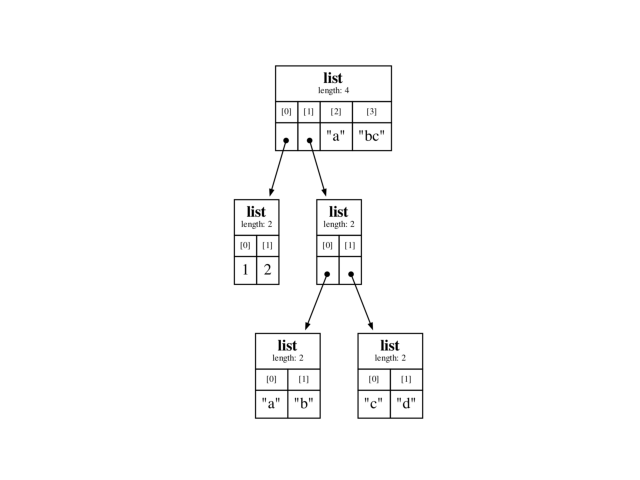 list
length: 4
[0] [1] [2] [3]
"a" "bc"
list
length: 2
[0] [1]
1 2
list
length: 2
[0] [1]
list
length: 2
[0] [1]
"a" "b"
list
length: 2
[0] [1]
"c" "d"